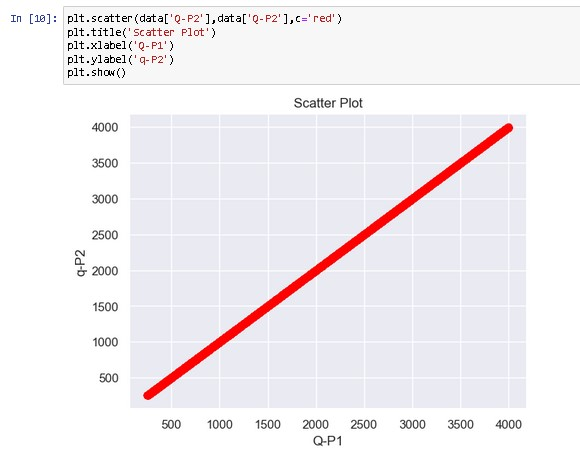 In [10]: plt.scatter(data['Q-P2'],data['Q-P2'],c='red')
plt.title('Scatter Plot')
plt.xlabel('Q-P1')
plt.ylabel('q-P2')
plt.show()
Scatter Plot
4000
3500
3000
2500
2000
1500
1000
500
q-P2
500 1000 1500 2000 2500 3000 3500 4000
Q-P1